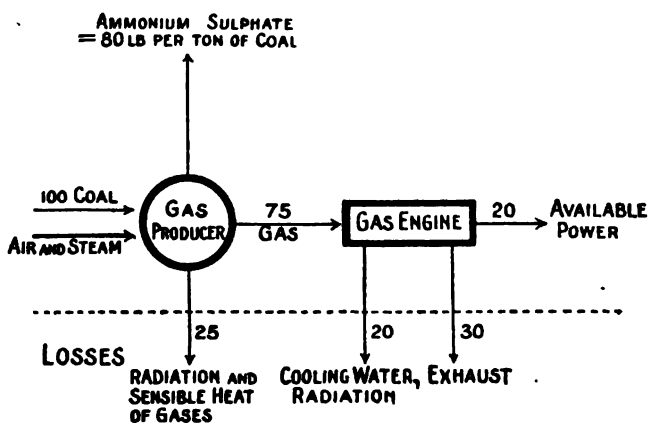 AMMONIUM SULPHATE
= 80 LB PER TON OF COAL
100 COAL
AIR AND STEAM
GAS
PRODUCER
75
GAS
GAS ENGINE
20
AVAILABLE
POWER
LOSSES
25
20
30
RADIATION AND
SENSIBLE HEAT
OF GASES
COOLING WATER,
RADIATION
EXHAUST